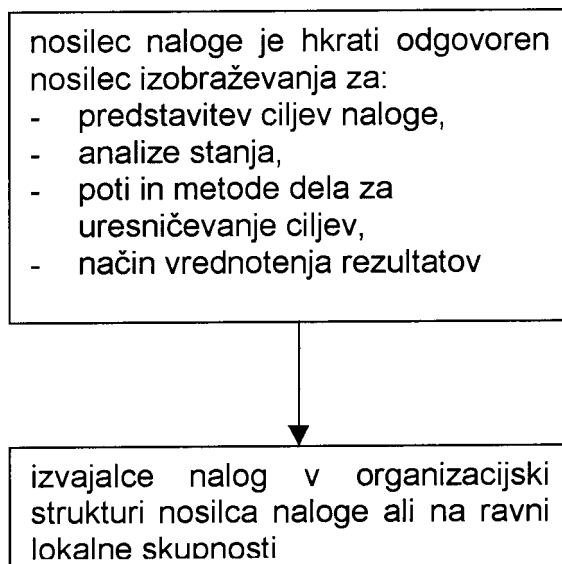 nosilec naloge je hkrati odgovoren
nosilec izobraževanja za:
- predstavitev ciljev naloge,
- analize stanja,
- poti in metode dela za
uresničevanje ciljev,
- način vrednotenja rezultatov
izvajalce nalog v organizacijski
strukturi nosilca naloge ali na ravni
lokalne skupnosti